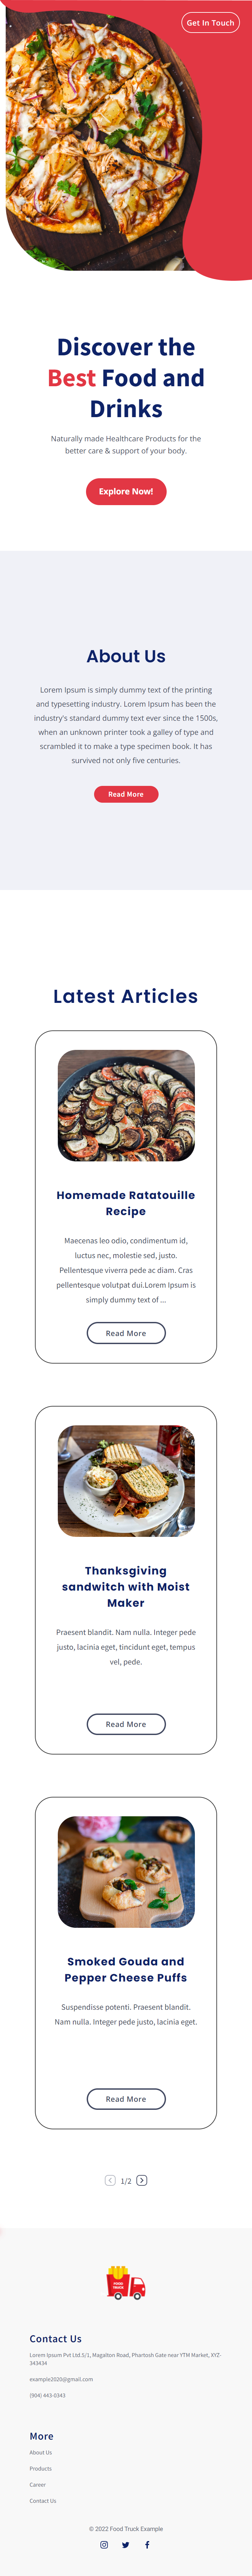 Get In Touch
Discover the
Best Food and
Drinks
Naturally made Healthcare Products for the
better care & support of your body.
Explore Now!
About Us
Lorem Ipsum is simply dummy text of the printing
and typesetting industry. Lorem Ipsum has been the
industry's standard dummy text ever since the 1500s,
when an unknown printer took a galley of type and
scrambled it to make a type specimen book. It has
survived not only five centuries.
Read More
Latest Articles
Homemade Ratatouille
Recipe
Maecenas leo odio, condimentum id,
luctus nec, molestie sed, justo.
Pellentesque viverra pede ac diam. Cras
pellentesque volutpat dui.Lorem Ipsum is
simply dummy text of ...
Read More
Thanksgiving
sandwitch with Moist
Maker
Praesent blandit. Nam nulla. Integer pede
justo, lacinia eget, tincidunt eget, tempus
vel, pede.
Read More
Smoked Gouda and
Pepper Cheese Puffs
Suspendisse potenti. Praesent blandit.
Nam nulla. Integer pede justo, lacinia eget.
Read More
1/2
FOOD
TRUCK
Contact Us
Lorem Ipsum Pvt Ltd.5/1, Magalton Road, Phartosh Gate near YTM Market, XYZ-
343434
example2020@gmail.com
(904) 443-0343
More
About Us
Products
Career
Contact Us
© 2022 Food Truck Example